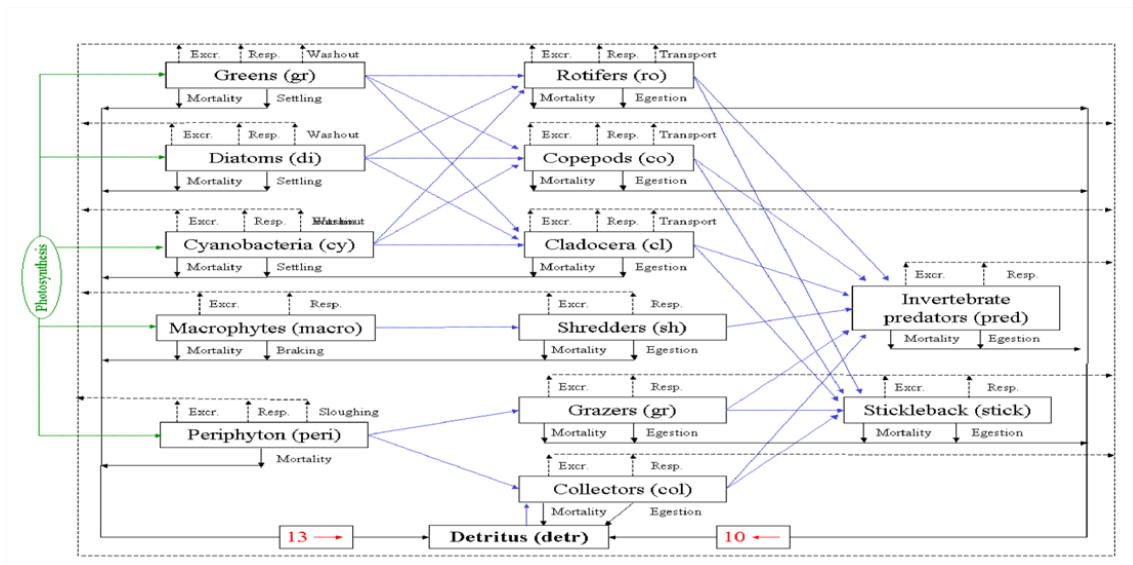 Excr. Resp. Washout
Greens (gr)
Mortality Settling
Excr. Resp. Transport
Rotifers (ro)
Mortality Egestion
Excr. Resp. Washout
Diatoms (di)
Mortality Settling
Excr. Resp. Transport
Copepods (co)
Mortality Egestion
Excr. Resp. Washout
Cyanobacteria (cy)
Mortality Settling
Excr. Resp. Transport
Cladocera (cl)
Mortality Egestion
Photosynthesis
Excr. Resp.
Macrophytes (macro)
Mortality Braking
Excr. Resp.
Shredders (sh)
Mortality Egestion
Excr. Resp.
Invertebrate
predators (pred)
Mortality Egestion
Excr. Resp. Sloughing
Periphyton (peri)
Mortality
Excr. Resp.
Grazers (gr)
Mortality Egestion
Excr. Resp.
Stickleback (stick)
Mortality Egestion
Excr. Resp.
Collectors (col)
Mortality Egestion
13
Detritus (detr)
10